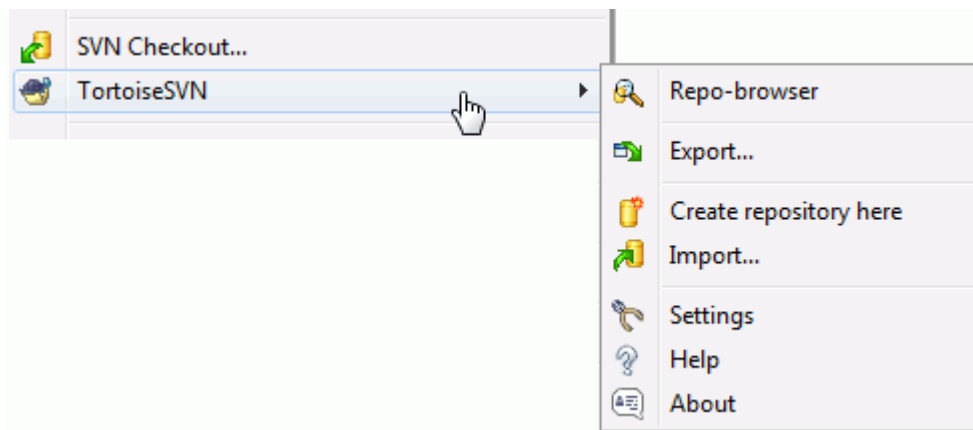 SVN Checkout...
TortoiseSVN
Repo-browser
Export...
Create repository here
Import...
Settings
Help
About